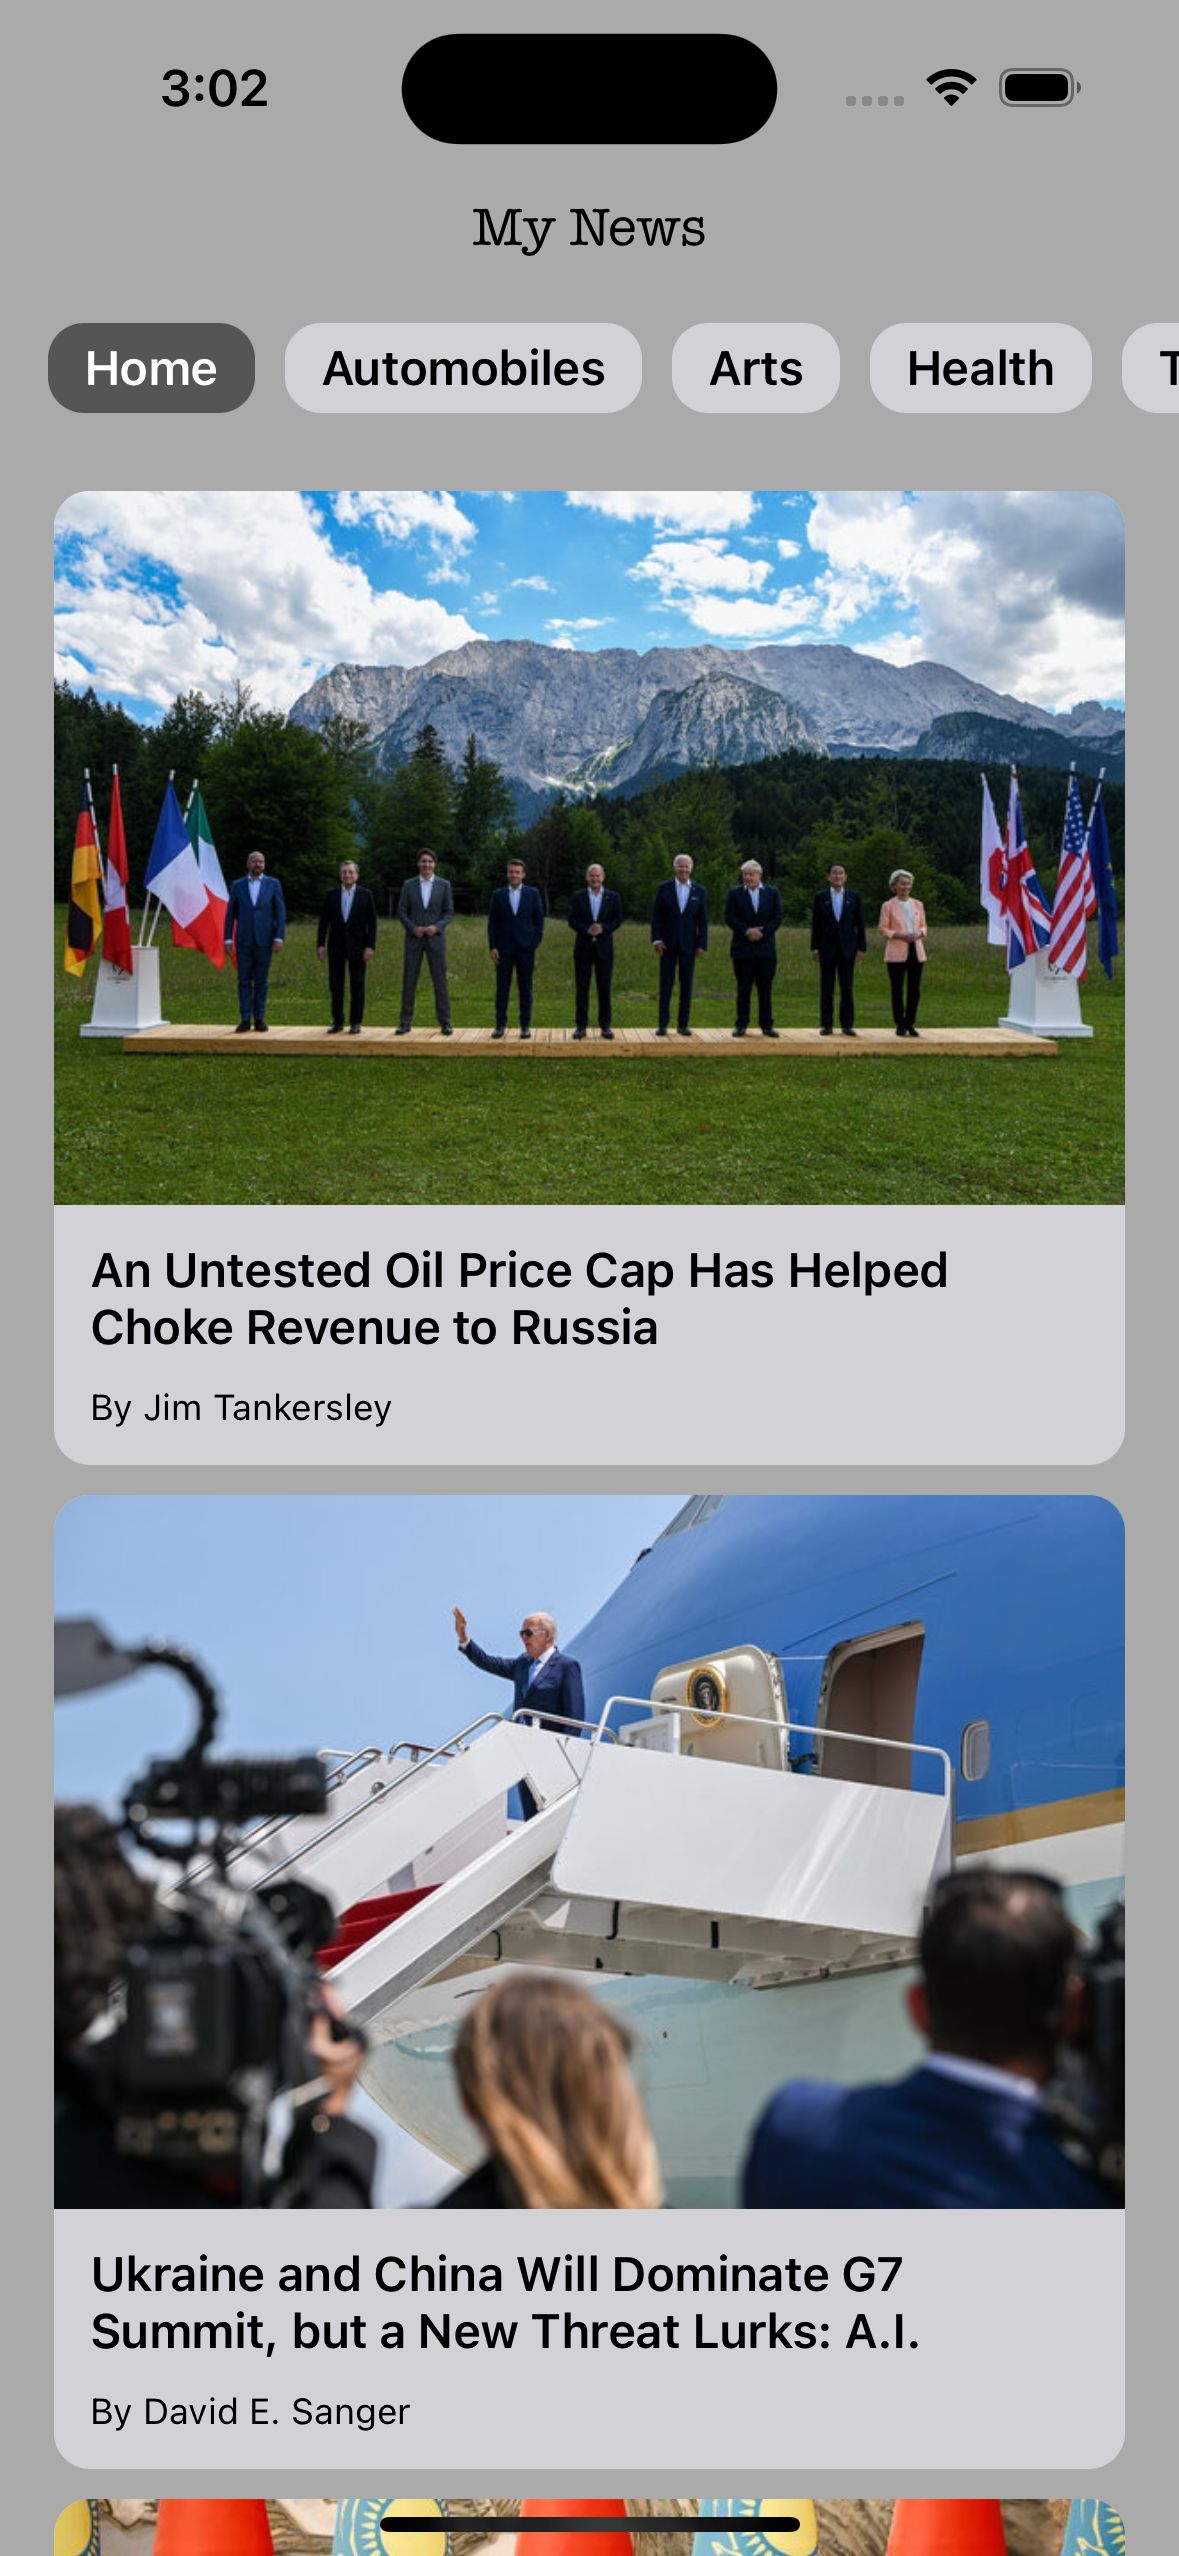 3:02
My News
Home Automobiles Arts Health T
An Untested Oil Price Cap Has Helped
Choke Revenue to Russia
By Jim Tankersley
Ukraine and China Will Dominate G7
Summit, but a New Threat Lurks: A.I.
By David E. Sanger